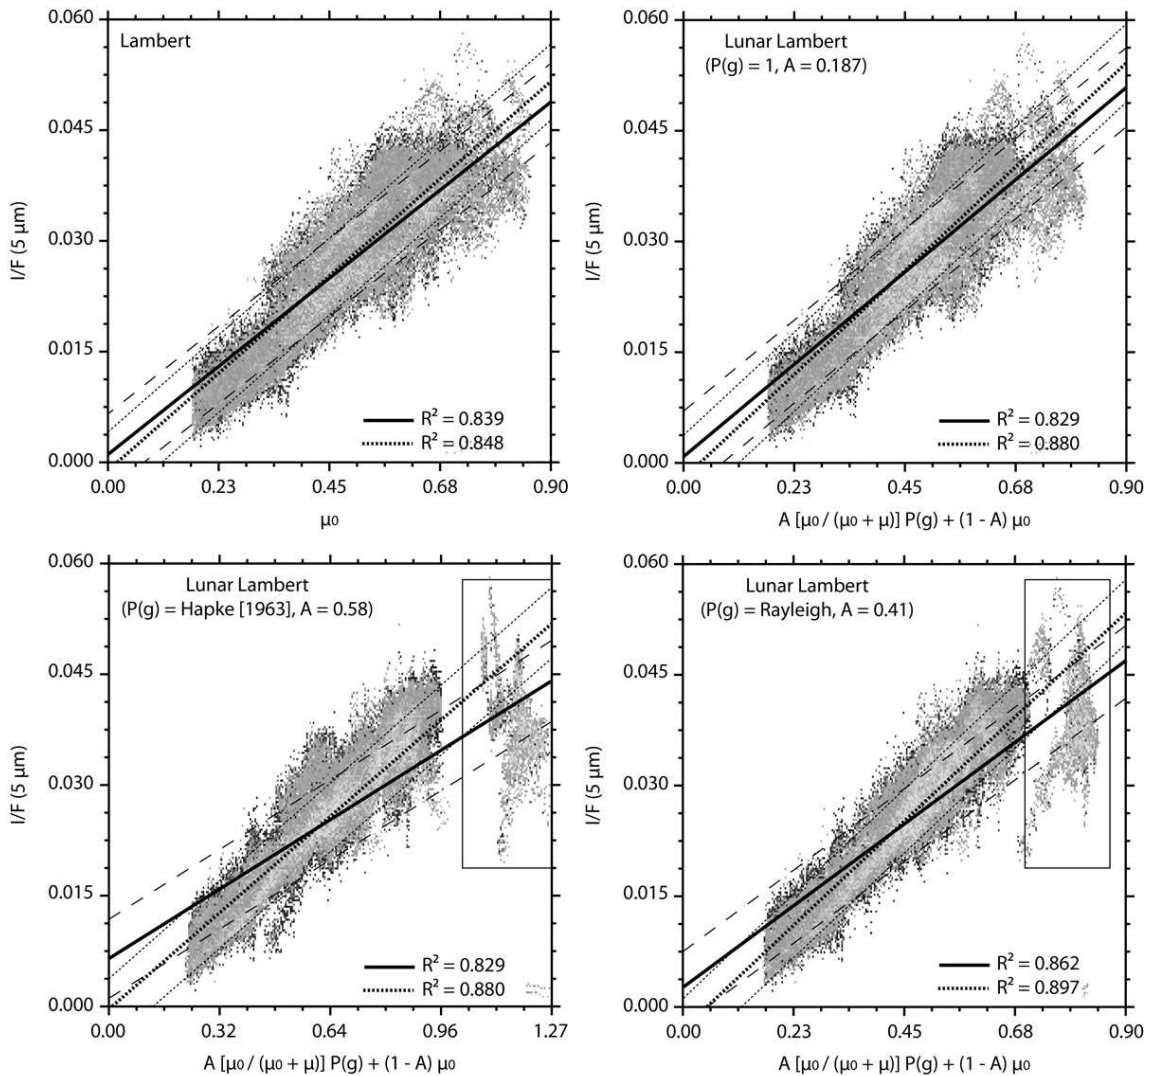 0.060
Lambert
0.045
I/F (5 μm)
0.030
0.015
R² = 0.839
R² = 0.848
0.000
0.00 0.23 0.45 0.68 0.90
μ₀
0.060
Lunar Lambert
(P(g) = 1, A = 0.187)
0.045
I/F (5 μm)
0.030
0.015
R² = 0.829
R² = 0.880
0.000
0.00 0.23 0.45 0.68 0.90
A [μ₀ / (μ₀ + μ)] P(g) + (1 - A) μ₀
0.060
Lunar Lambert
(P(g) = Hapke [1963], A = 0.58)
0.045
I/F (5 μm)
0.030
0.015
R² = 0.829
R² = 0.880
0.000
0.00 0.32 0.64 0.96 1.27
A [μ₀ / (μ₀ + μ)] P(g) + (1 - A) μ₀
0.060
Lunar Lambert
(P(g) = Rayleigh, A = 0.41)
0.045
I/F (5 μm)
0.030
0.015
R² = 0.862
R² = 0.897
0.000
0.00 0.23 0.45 0.68 0.90
A [μ₀ / (μ₀ + μ)] P(g) + (1 - A) μ₀